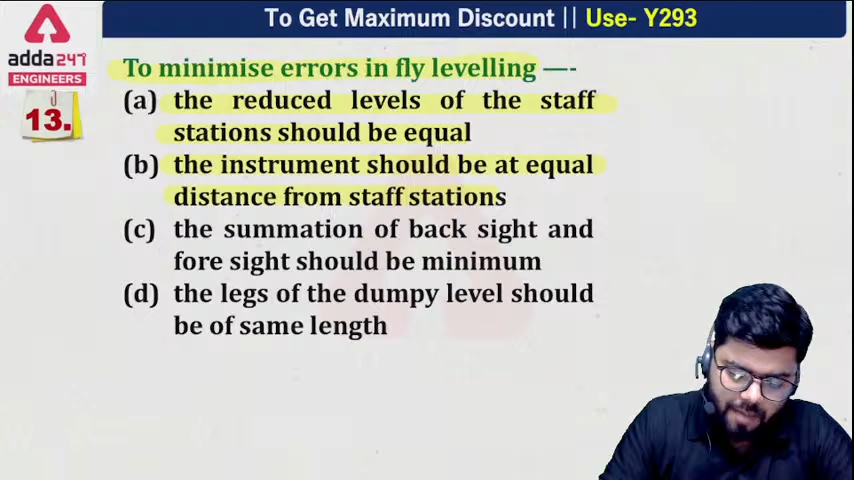 To Get Maximum Discount || Use- Y293
adda247
ENGINEERS
13.
To minimise errors in fly levelling —-
(a) the reduced levels of the staff
stations should be equal
(b) the instrument should be at equal
distance from staff stations
(c) the summation of back sight and
fore sight should be minimum
(d) the legs of the dumpy level should
be of same length